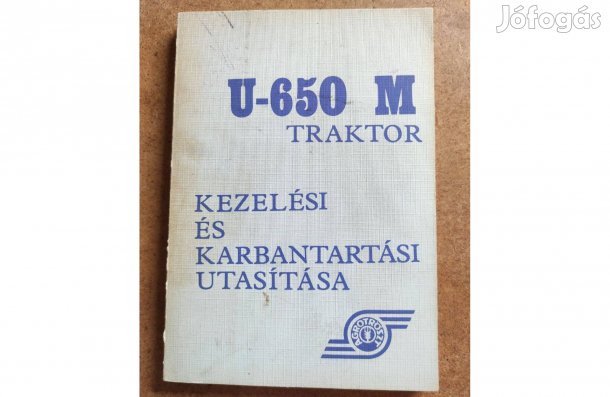 Jófogás
U-650 M
TRAKTOR
KEZELÉSI
ÉS
KARBANTARTÁSI
UTASÍTÁSA
AGROTRÖSZT